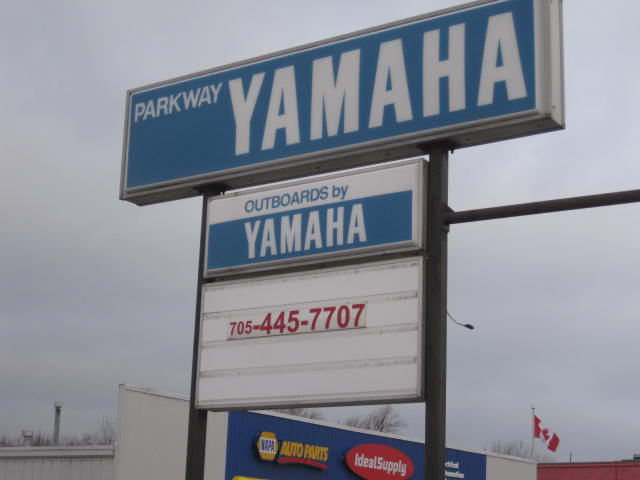 PARKWAY YAMAHA
OUTBOARDS by
YAMAHA
705-445-7707
NAPA AUTO PARTS
IdealSupply